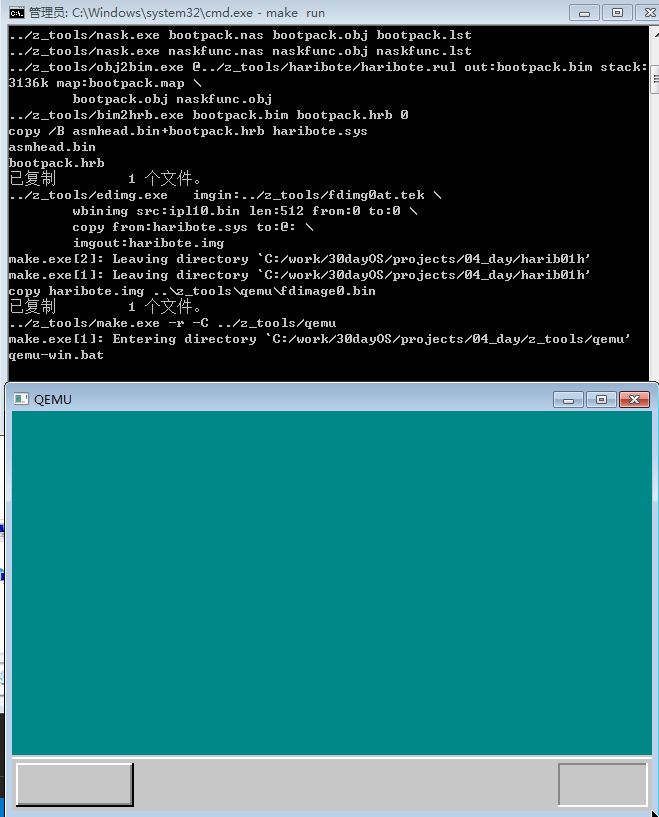 管理员: C:\Windows\system32\cmd.exe - make run
../z_tools/nask.exe bootpack.nas bootpack.obj bootpack.lst
../z_tools/nask.exe naskfunc.nas naskfunc.obj naskfunc.lst
../z_tools/obj2bim.exe @../z_tools/haribote/haribote.rul out:bootpack.bim stack:
3136k map:bootpack.map \
bootpack.obj naskfunc.obj
../z_tools/bim2hrb.exe bootpack.bim bootpack.hrb 0
copy /B asmhead.bin+bootpack.hrb haribote.sys
asmhead.bin
bootpack.hrb
已复制         1 个文件。
../z_tools/edimg.exe   imgin:../z_tools/fdimg0at.tek \
wbinimg src:ipl10.bin len:512 from:0 to:0 \
copy from:haribote.sys to:@: \
imgout:haribote.img
make.exe[2]: Leaving directory `C:/work/30dayOS/projects/04_day/harib01h'
make.exe[1]: Leaving directory `C:/work/30dayOS/projects/04_day/harib01h'
copy haribote.img ..\z_tools\qemu\fdimage0.bin
已复制         1 个文件。
../z_tools/make.exe -r -C ../z_tools/qemu
make.exe[1]: Entering directory `C:/work/30dayOS/projects/04_day/z_tools/qemu'
qemu-win.bat
QEMU